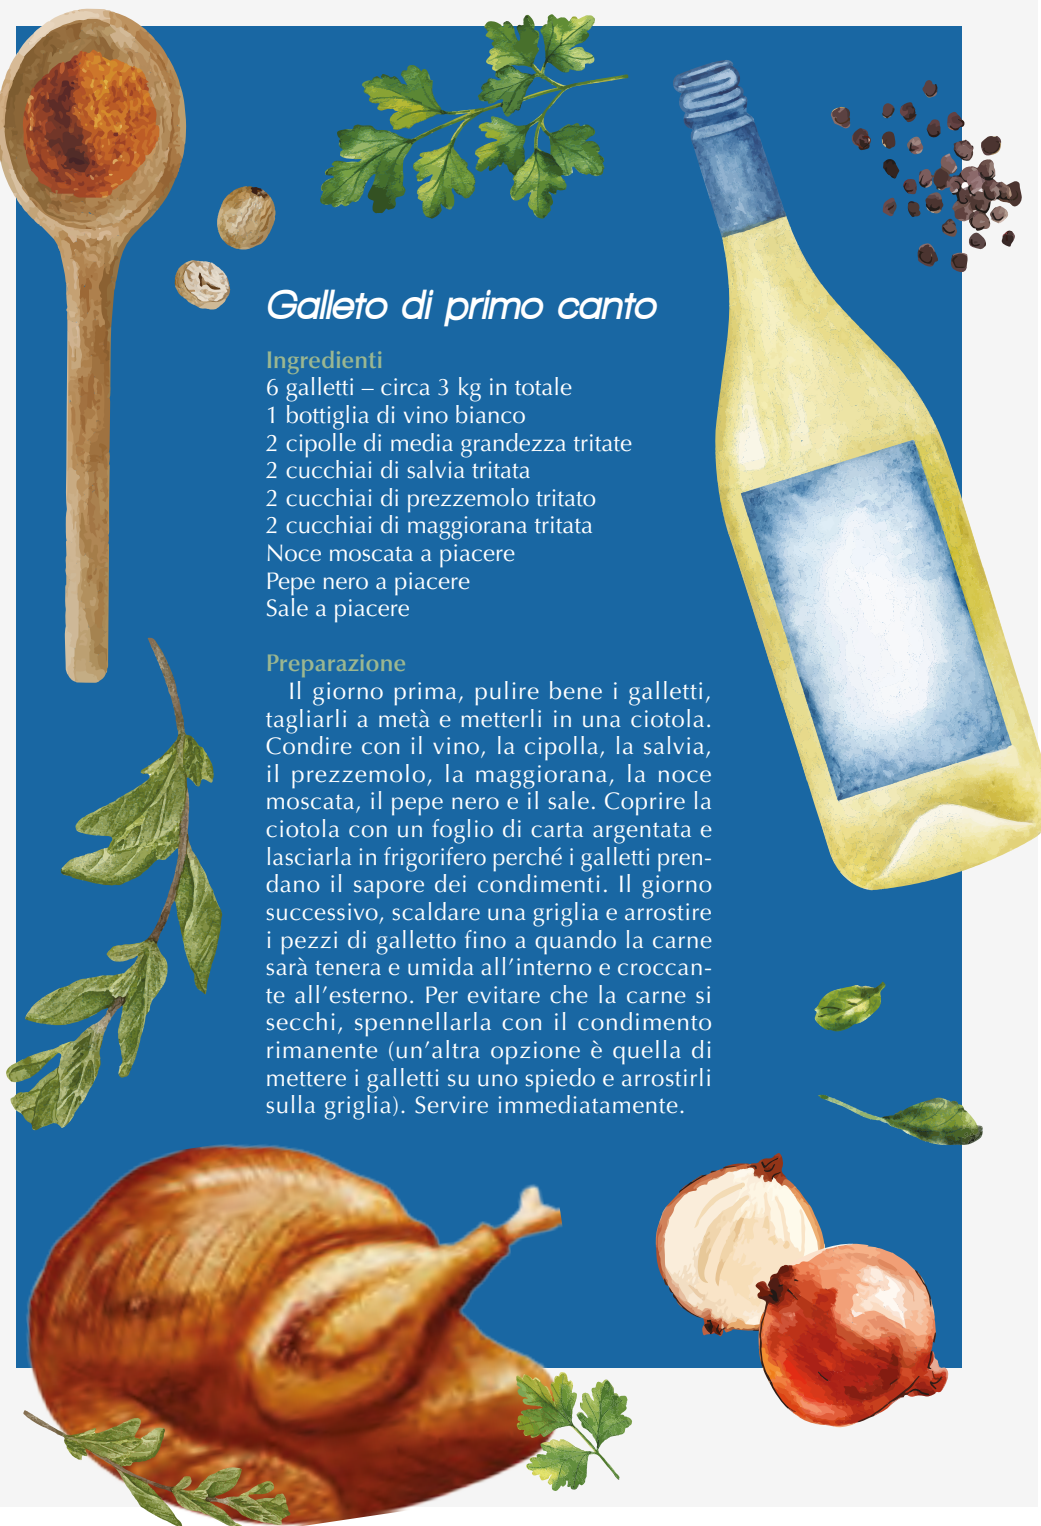 Galleto di primo canto
Ingredienti
6 galletti – circa 3 kg in totale
1 bottiglia di vino bianco
2 cipolle di media grandezza tritate
2 cucchiai di salvia tritata
2 cucchiai di prezzemolo tritato
2 cucchiai di maggiorana tritata
Noce moscata a piacere
Pepe nero a piacere
Sale a piacere
Preparazione
Il giorno prima, pulire bene i galletti,
tagliarli a metà e metterli in una ciotola.
Condire con il vino, la cipolla, la salvia,
il prezzemolo, la maggiorana, la noce
moscata, il pepe nero e il sale. Coprire la
ciotola con un foglio di carta argentata e
lasciarla in frigorifero perché i galletti pren-
dano il sapore dei condimenti. Il giorno
successivo, scaldare una griglia e arrostire
i pezzi di galletto fino a quando la carne
sarà tenera e umida all’interno e croccan-
te all’esterno. Per evitare che la carne si
secchi, spennellarla con il condimento
rimanente (un’altra opzione è quella di
mettere i galletti su uno spiedo e arrostirli
sulla griglia). Servire immediatamente.